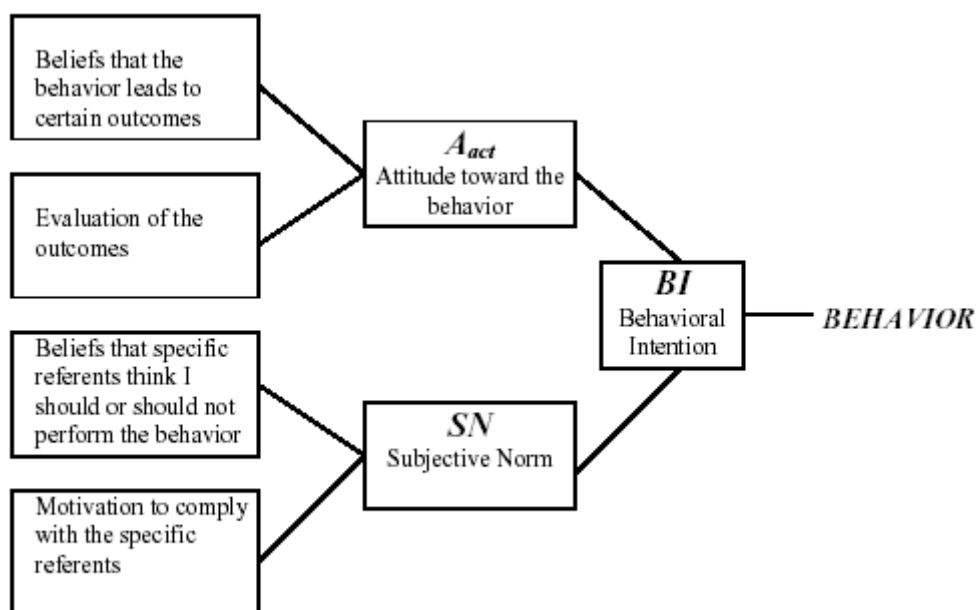 Beliefs that the
behavior leads to
certain outcomes
Evaluation of the
outcomes
Beliefs that specific
referents think I
should or should not
perform the behavior
Motivation to comply
with the specific
referents
A_act
Attitude toward the
behavior
SN
Subjective Norm
BI
Behavioral
Intention
BEHAVIOR